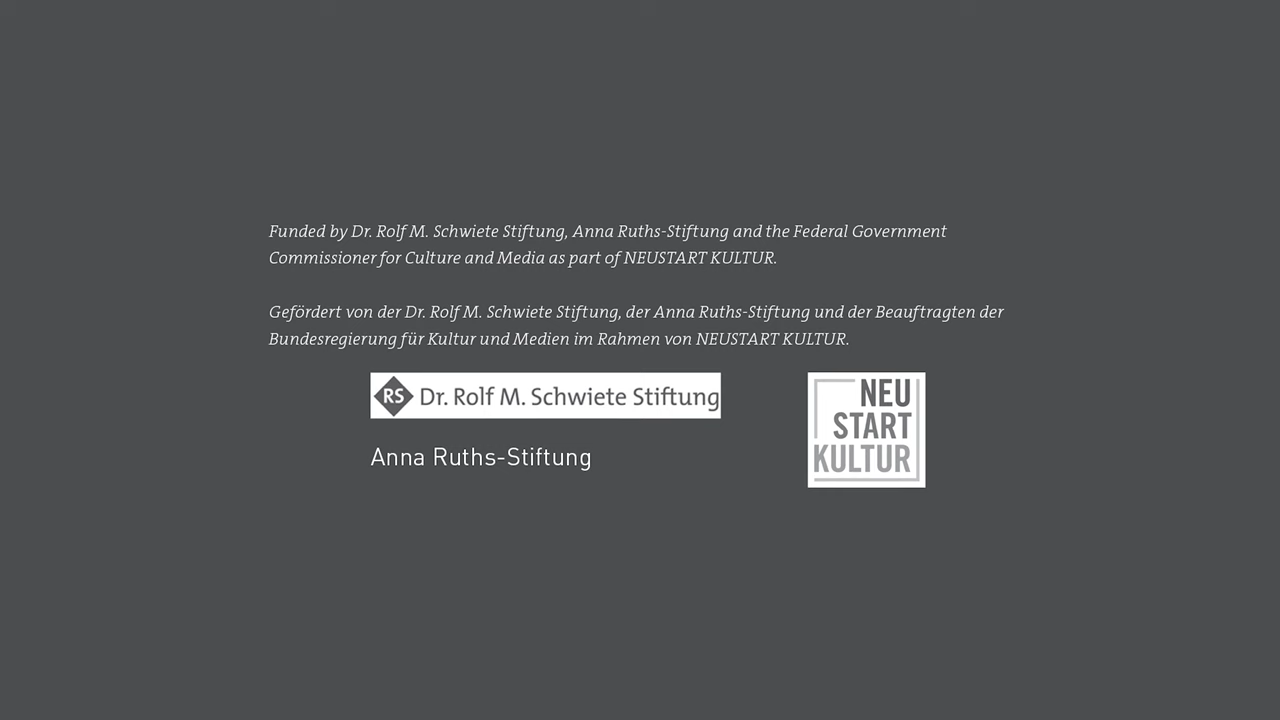 Funded by Dr. Rolf M. Schwiete Stiftung, Anna Ruths-Stiftung and the Federal Government
Commissioner for Culture and Media as part of NEUSTART KULTUR.
Gefördert von der Dr. Rolf M. Schwiete Stiftung, der Anna Ruths-Stiftung und der Beauftragten der
Bundesregierung für Kultur und Medien im Rahmen von NEUSTART KULTUR.
RS Dr. Rolf M. Schwiete Stiftung
Anna Ruths-Stiftung
NEU
START
KULTUR